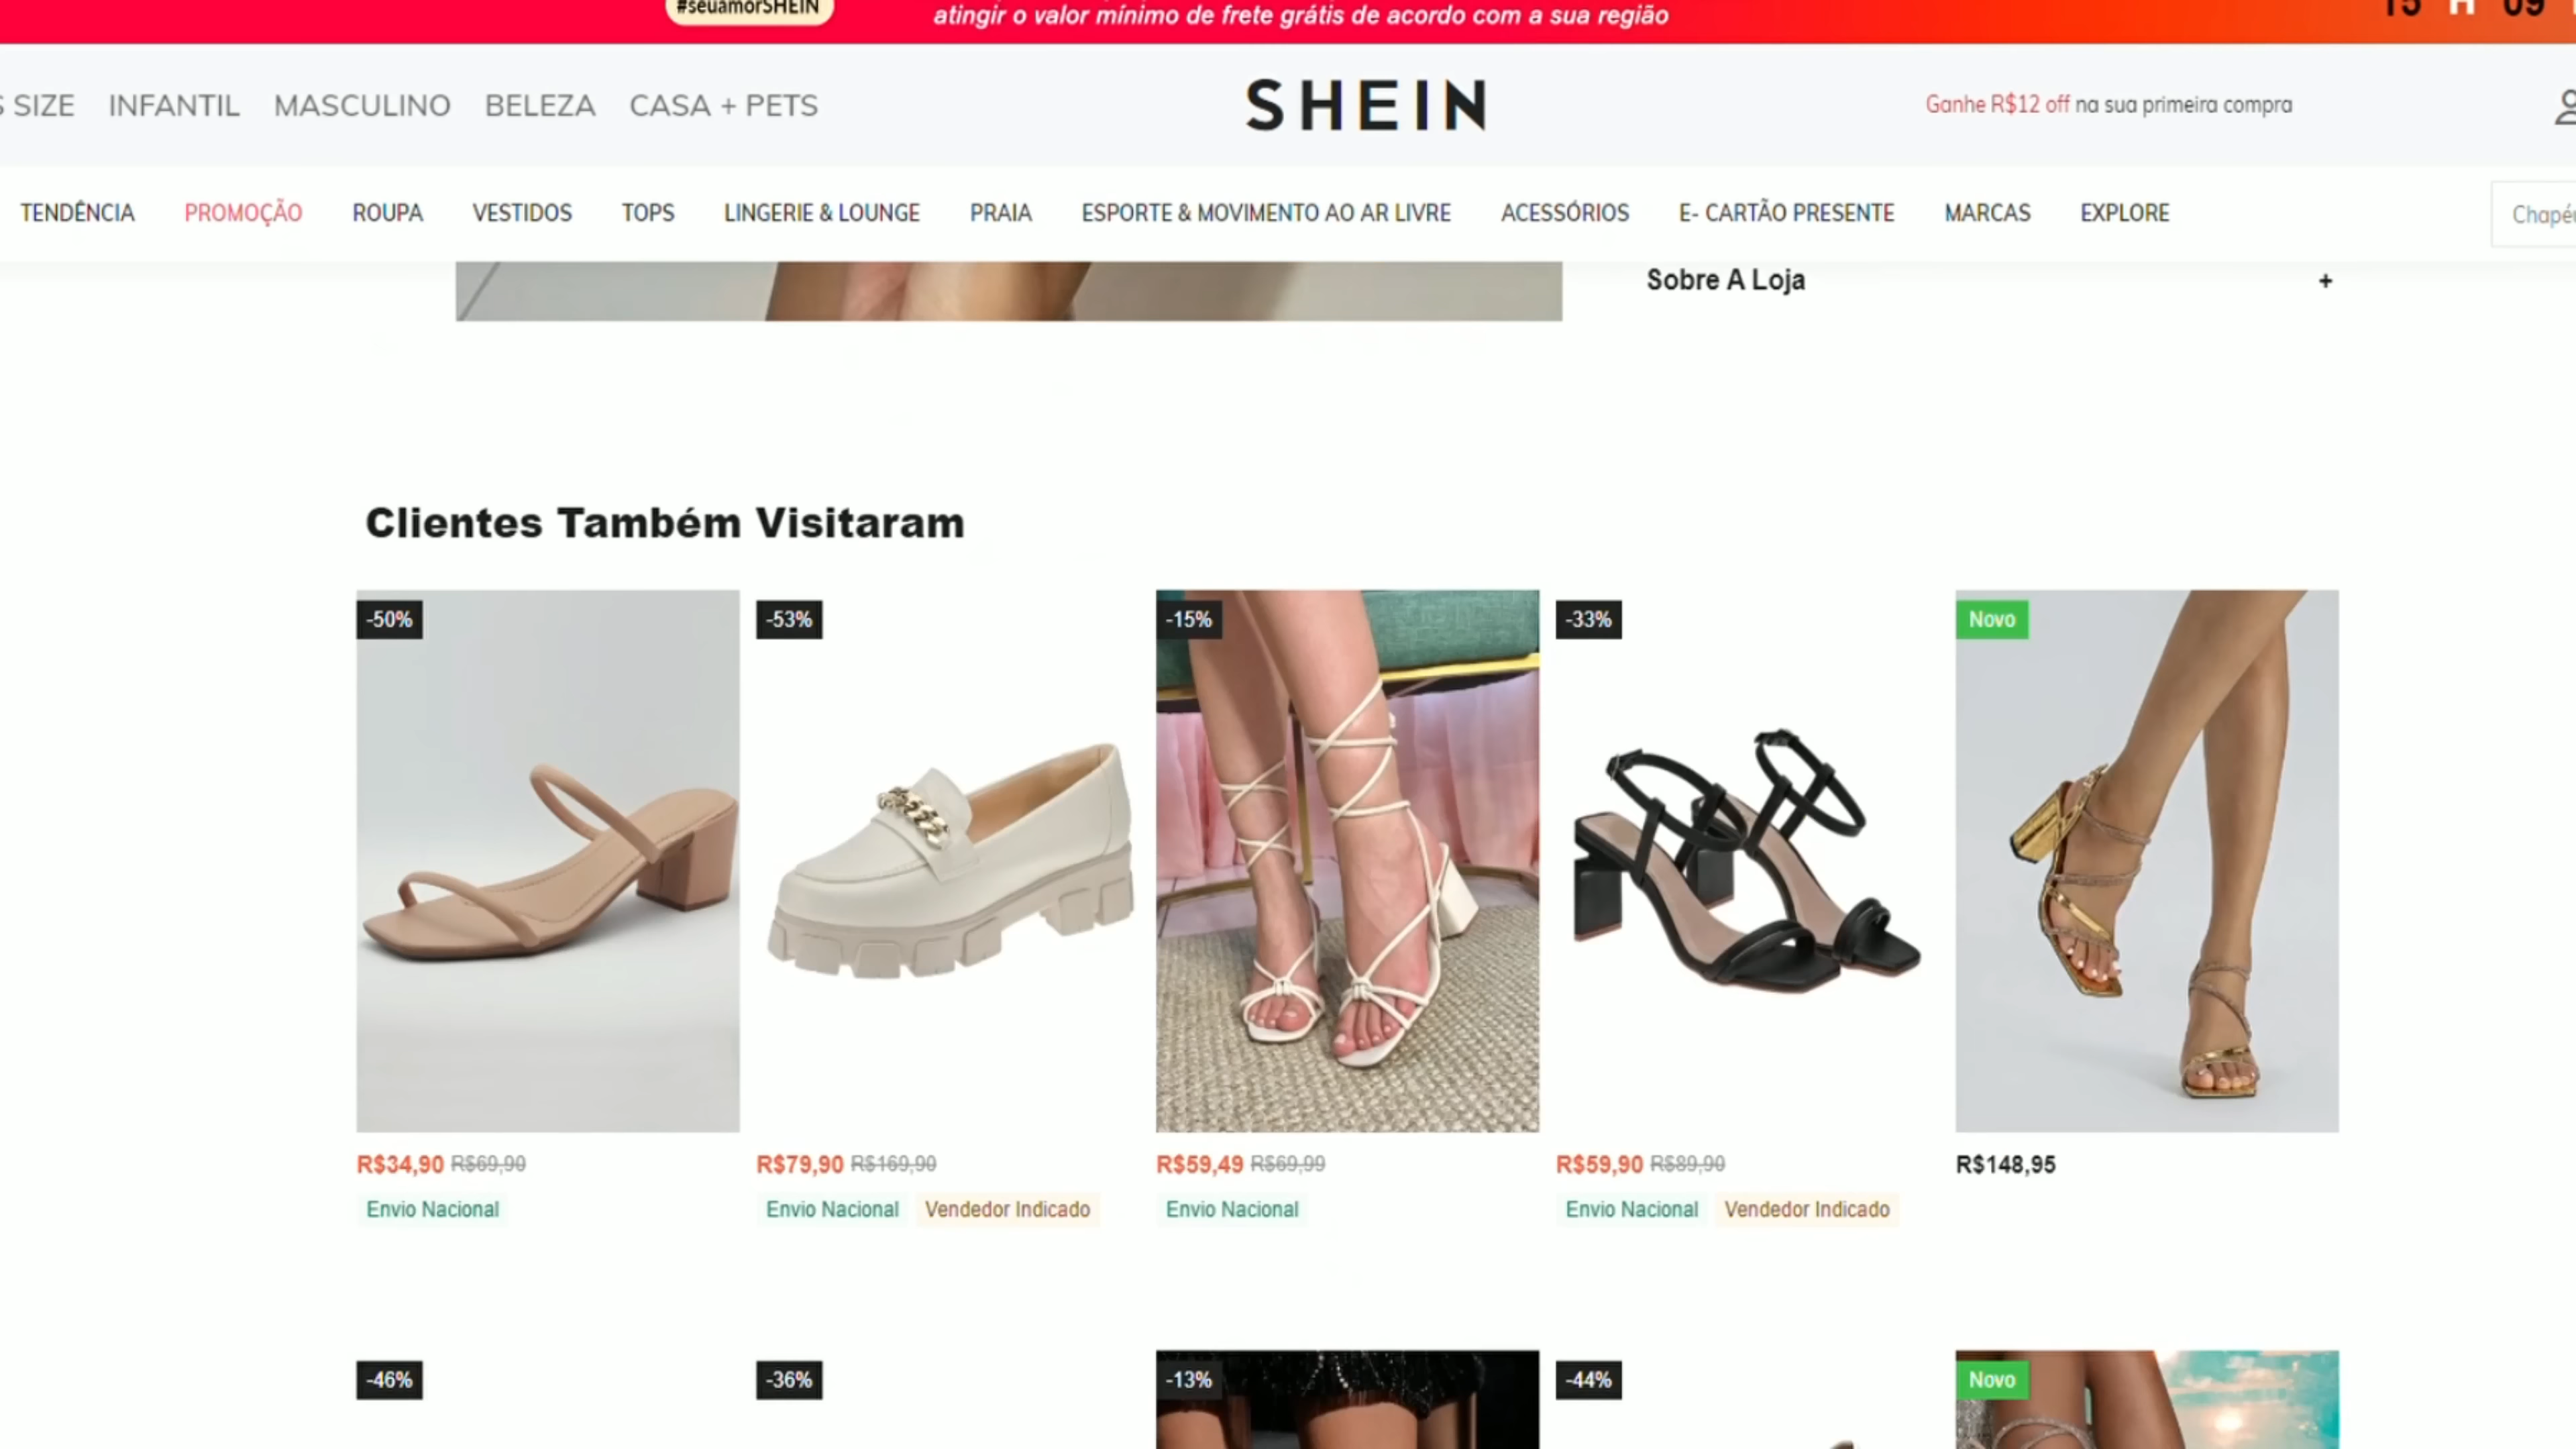 #seuamorSHEIN
atingir o valor mínimo de frete grátis de acordo com a sua região
15 H 09
SIZE INFANTIL MASCULINO BELEZA CASA + PETS
SHEIN
Ganhe R$12 off na sua primeira compra
TENDÊNCIA PROMOÇÃO ROUPA VESTIDOS TOPS LINGERIE & LOUNGE PRAIA ESPORTE & MOVIMENTO AO AR LIVRE ACESSÓRIOS E- CARTÃO PRESENTE MARCAS EXPLORE
Sobre A Loja +
Clientes Também Visitaram
-50% -53% -15% -33% Novo
R$34,90 R$69,90 R$79,90 R$169,90 R$59,49 R$69,99 R$59,90 R$89,90 R$148,95
Envio Nacional Envio Nacional Vendedor Indicado Envio Nacional Envio Nacional Vendedor Indicado
-46% -36% -13% -44% Novo